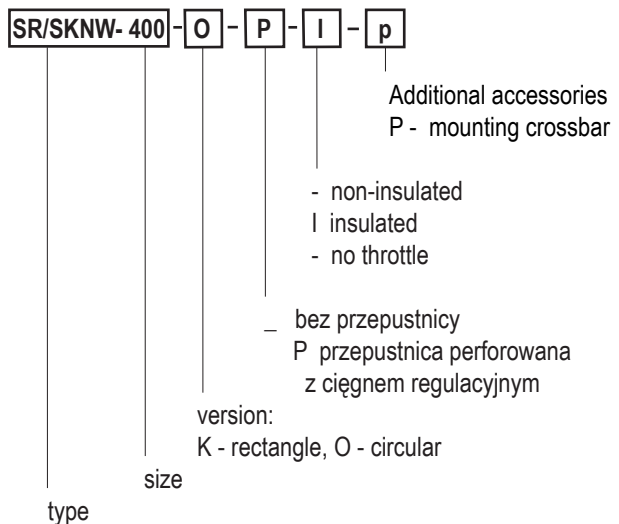 SR/SKNW- 400 - O - P - I - p
Additional accessories
P - mounting crossbar
- non-insulated
I insulated
- no throttle
_ bez przepustnicy
P przepustnica perforowana
z cięgnem regulacyjnym
version:
K - rectangle, O - circular
size
type